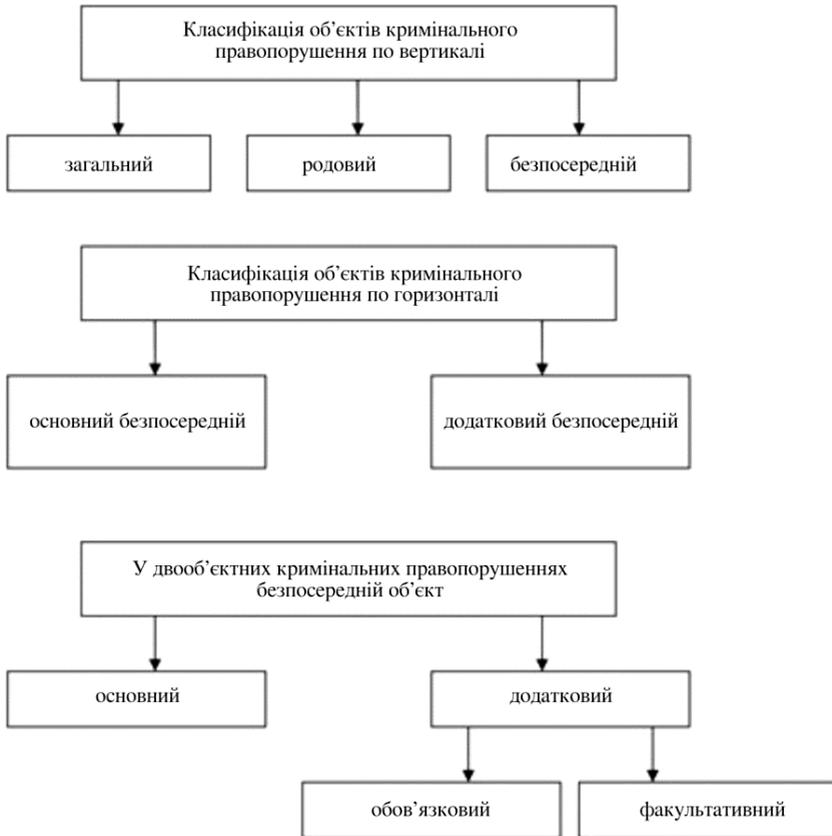 Класифікація об’єктів кримінального
правопорушення по вертикалі
загальний
родовий
безпосередній
Класифікація об’єктів кримінального
правопорушення по горизонталі
основний безпосередній
додатковий безпосередній
У двооб’єктних кримінальних правопорушеннях
безпосередній об’єкт
основний
додатковий
обов’язковий
факультативний